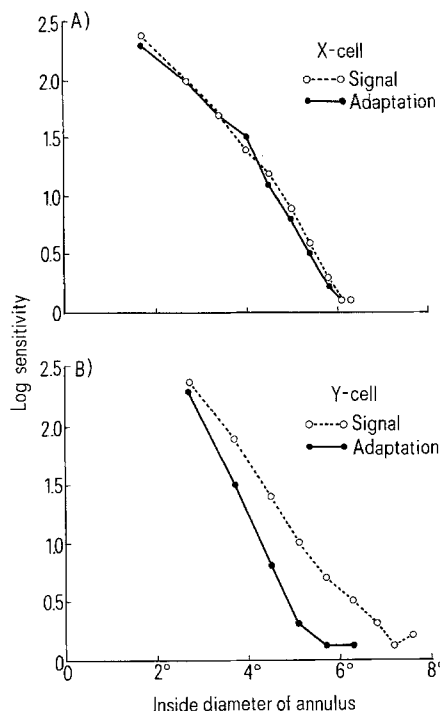 A)
2.5
2.0
1.5
1.0
0.5
0
X-cell
Signal
Adaptation
Log sensitivity
B)
2.5
2.0
1.5
1.0
0.5
0
Y-cell
Signal
Adaptation
0 2° 4° 6° 8°
Inside diameter of annulus